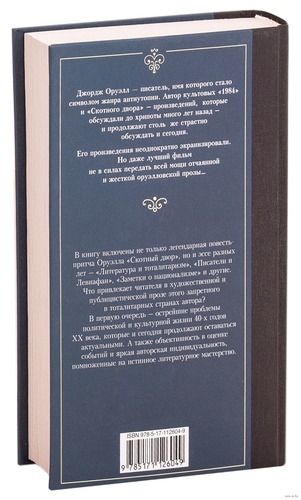 Джордж Оруэлл – писатель, имя которого стало
символом жанра антиутопии. Автор культовых «1984»
и «Скотного двора» – произведений, которые
обсуждали до хрипоты много лет назад –
и продолжают столь же страстно
обсуждать и сегодня.
Его произведения неоднократно экранизировали.
Но даже лучший фильм
не в силах передать всей мощи отчаянной
и жесткой оруэлловской прозы...
В книгу включены не только легендарная повесть-
притча Оруэлла «Скотный двор», но и эссе разных
лет – «Литература и тоталитаризм», «Писатели и
Левиафан», «Заметки о национализме» и другие.
Что привлекает читателя в художественной и
публицистической прозе этого запретного
в тоталитарных странах автора?
В первую очередь – острейшие проблемы
политической и культурной жизни 40-х годов
XX века, которые и сегодня продолжают оставаться
актуальными. А также объективность в оценке
событий и яркая авторская индивидуальность,
помноженные на истинное литературное мастерство.
ISBN 978-5-17-112604-9
9 785171 126049